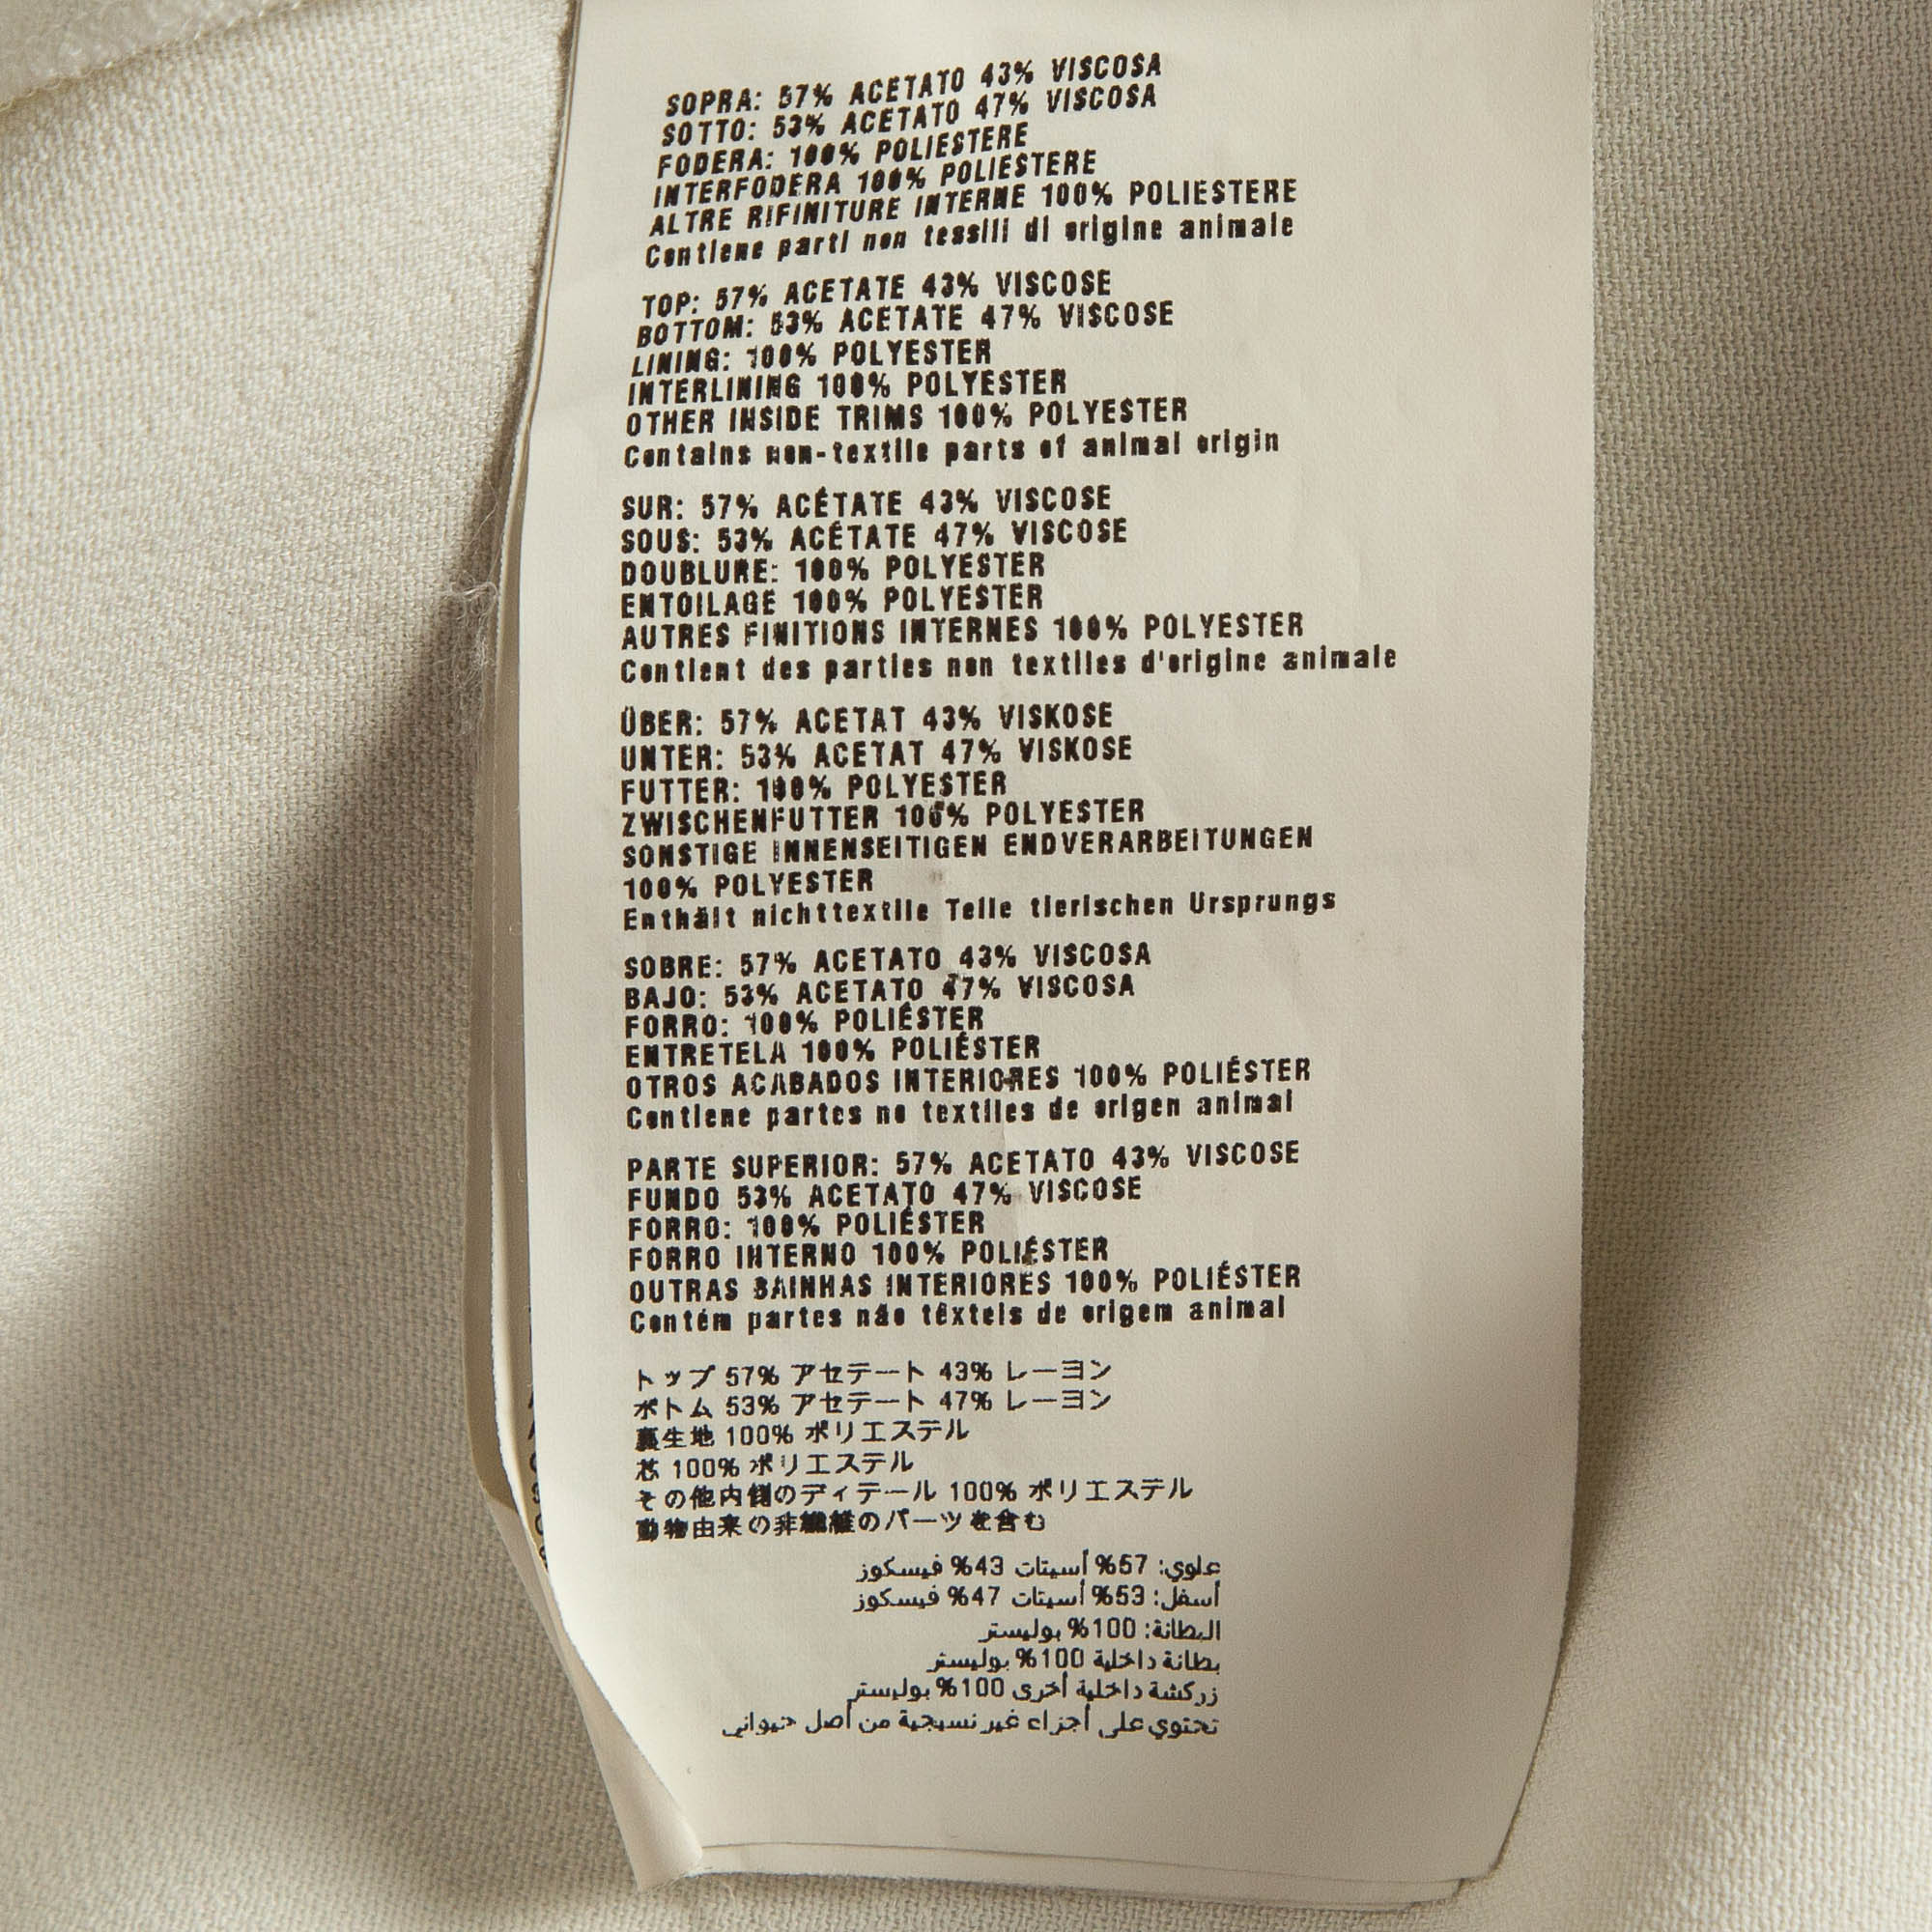 SOPRA: 57% ACETATO 43% VISCOSA
SOTTO: 53% ACETATO 47% VISCOSA
FODERA: 100% POLIESTERE
INTERFODERA 100% POLIESTERE
ALTRE RIFINITURE INTERNE 100% POLIESTERE
Contiene parti non tessili di origine animale
TOP: 57% ACETATE 43% VISCOSE
BOTTOM: 53% ACETATE 47% VISCOSE
LINING: 100% POLYESTER
INTERLINING 100% POLYESTER
OTHER INSIDE TRIMS 100% POLYESTER
Contains non-textile parts of animal origin
SUR: 57% ACÉTATE 43% VISCOSE
SOUS: 53% ACÉTATE 47% VISCOSE
DOUBLURE: 100% POLYESTER
ENTOILAGE 100% POLYESTER
AUTRES FINITIONS INTERNES 100% POLYESTER
Contient des parties non textiles d'origine animale
ÜBER: 57% ACETAT 43% VISKOSE
UNTER: 53% ACETAT 47% VISKOSE
FUTTER: 100% POLYESTER
ZWISCHENFUTTER 100% POLYESTER
SONSTIGE INNENSEITIGEN ENDVERARBEITUNGEN
100% POLYESTER
Enthält nichttextile Teile tierischen Ursprungs
SOBRE: 57% ACETATO 43% VISCOSA
BAJO: 53% ACETATO 47% VISCOSA
FORRO: 100% POLIÉSTER
ENTRETELA 100% POLIÉSTER
OTROS ACABADOS INTERIORES 100% POLIÉSTER
Contiene partes no textiles de origen animal
PARTE SUPERIOR: 57% ACETATO 43% VISCOSE
FUNDO 53% ACETATO 47% VISCOSE
FORRO: 100% POLIÉSTER
FORRO INTERNO 100% POLIÉSTER
OUTRAS BAINHAS INTERIORES 100% POLIÉSTER
Contém partes não têxteis de origem animal
トップ 57% アセテート 43% レーヨン
ボトム 53% アセテート 47% レーヨン
裏生地 100% ポリエステル
芯 100% ポリエステル
その他内側のディテール 100% ポリエステル
動物由来の非繊維のパーツを含む
علوي: 57% أسيتات 43% فيسكوز
أسفل: 53% أسيتات 47% فيسكوز
البطانة: 100% بوليستر
بطانة داخلية 100% بوليستر
زركشة داخلية أخرى 100% بوليستر
تحتوي على أجزاء غير نسيجية من أصل حيواني